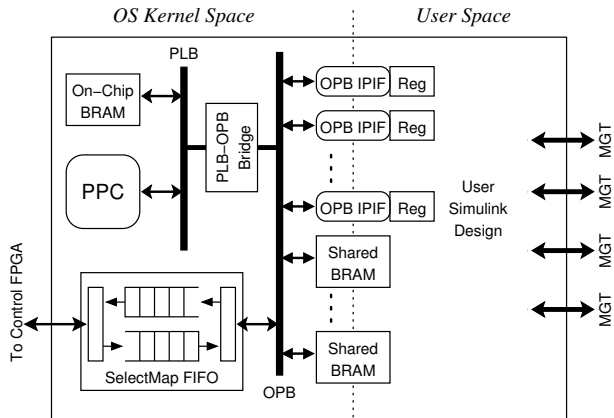 OS Kernel Space
User Space
PLB
On-Chip
BRAM
PPC
PLB-OPB
Bridge
OPB IPIF
Reg
OPB IPIF
Reg
OPB IPIF
Reg
Shared
BRAM
Shared
BRAM
User
Simulink
Design
MGT
MGT
MGT
MGT
To Control FPGA
SelectMap FIFO
OPB